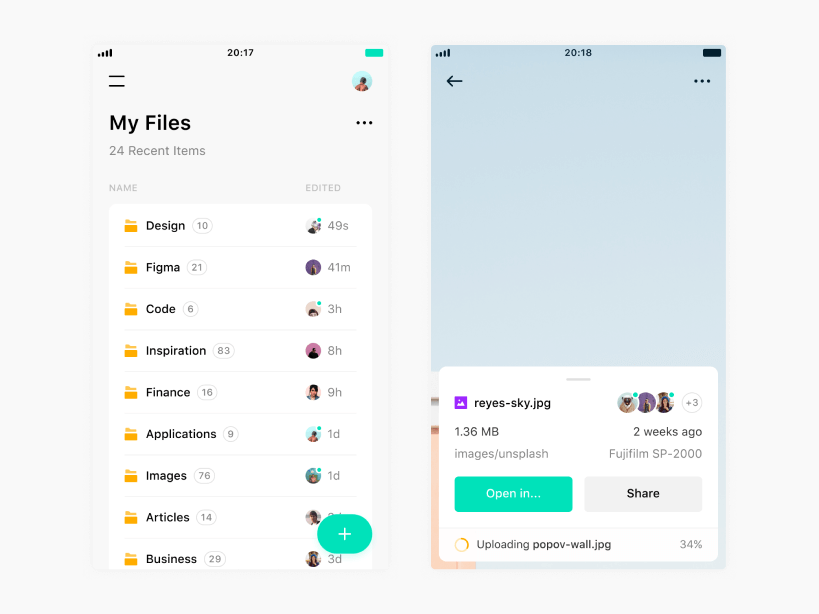 20:17
My Files
24 Recent Items
NAME EDITED
Design 10 49s
Figma 21 41m
Code 6 3h
Inspiration 83 8h
Finance 16 9h
Applications 9 1d
Images 76 1d
Articles 14
Business 29 3d
20:18
reyes-sky.jpg +3
1.36 MB 2 weeks ago
images/unsplash Fujifilm SP-2000
Open in... Share
Uploading popov-wall.jpg 34%